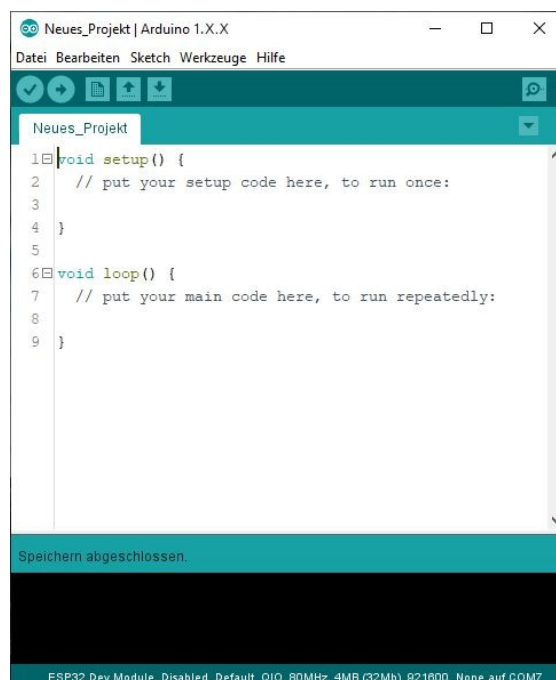 Neues_Projekt | Arduino 1.X.X
Datei Bearbeiten Sketch Werkzeuge Hilfe
Neues_Projekt
1 void setup() {
2 // put your setup code here, to run once:
3
4 }
5
6 void loop() {
7 // put your main code here, to run repeatedly:
8
9 }
Speichern abgeschlossen.
ESP32 Dev Module, Disabled, Default, QIO, 80MHz, 4MB (32Mb), 921600, None auf COM7